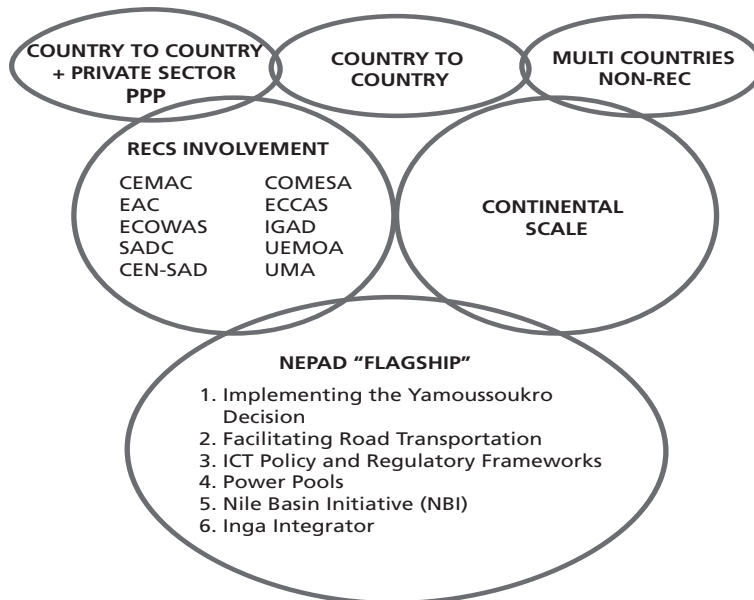 COUNTRY TO COUNTRY
+ PRIVATE SECTOR
PPP
COUNTRY TO
COUNTRY
MULTI COUNTRIES
NON-REC
RECS INVOLVEMENT
CEMAC COMESA
EAC ECCAS
ECOWAS IGAD
SADC UEMOA
CEN-SAD UMA
CONTINENTAL
SCALE
NEPAD “FLAGSHIP”
1. Implementing the Yamoussoukro
Decision
2. Facilitating Road Transportation
3. ICT Policy and Regulatory Frameworks
4. Power Pools
5. Nile Basin Initiative (NBI)
6. Inga Integrator